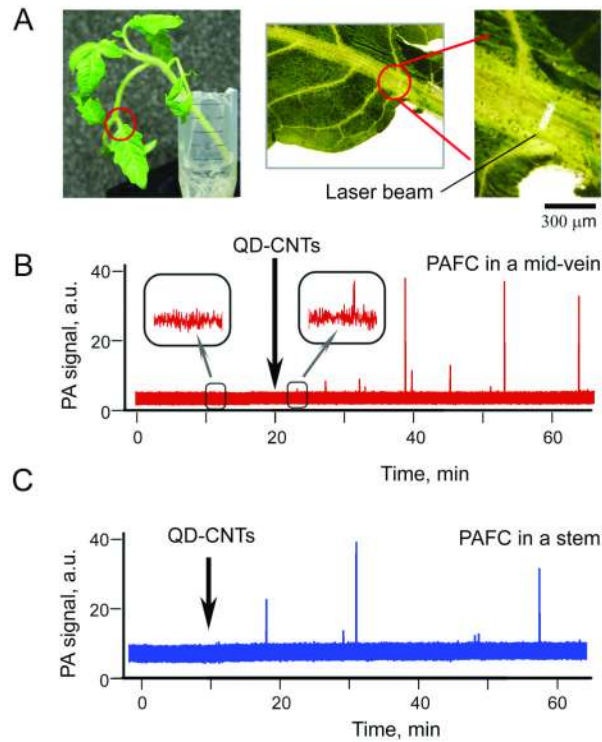 A
Laser beam
300 μm
B
QD-CNTs
PAFC in a mid-vein
40
20
0
PA signal, a.u.
0
20
40
60
Time, min
C
QD-CNTs
PAFC in a stem
40
20
0
PA signal, a.u.
0
20
40
60
Time, min